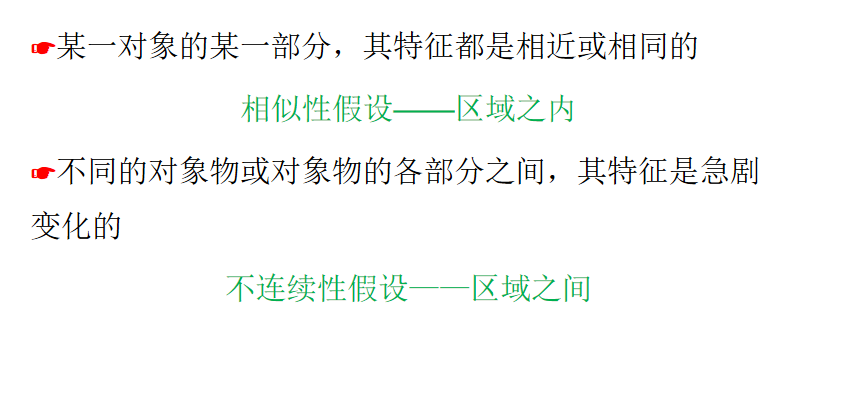 ☛某一对象的某一部分，其特征都是相近或相同的
相似性假设——区域之内
☛不同的对象物或对象物的各部分之间，其特征是急剧
变化的
不连续性假设——区域之间